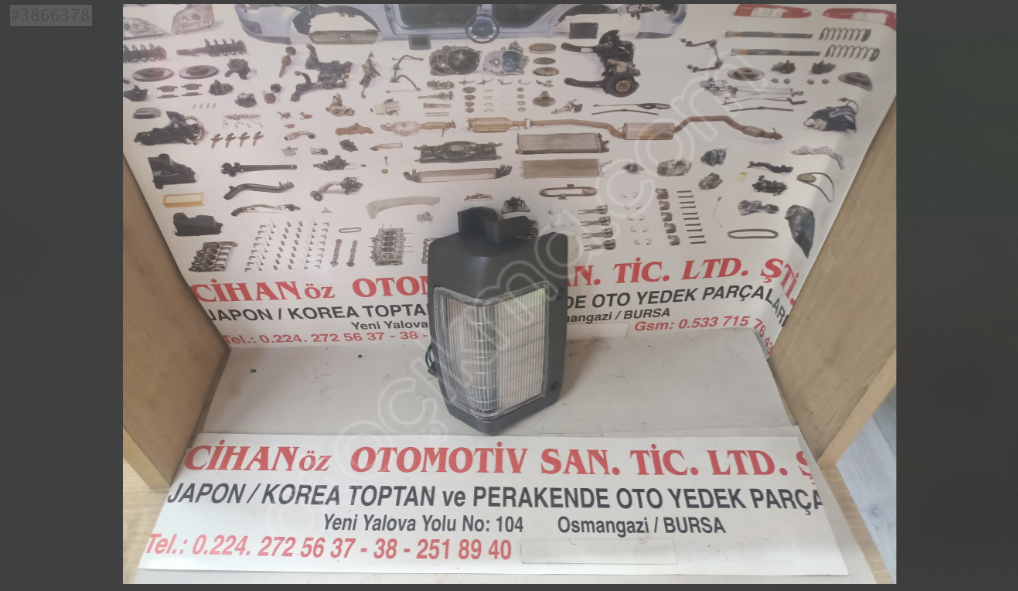 #3866378
CİHANöz OTOM SAN. TİC. LTD. ŞTİ.
JAPON / KOREA TOPTAN DE OTO YEDEK PARÇALARI
Yeni Yalova mangazi / BURSA
Tel.: 0.224. 272 56 37 - 38 - Gsm: 0.533 715 76
CİHANöz OTOMOTİV SAN. TİC. LTD. Ş
JAPON / KOREA TOPTAN ve PERAKENDE OTO YEDEK PARÇA
Yeni Yalova Yolu No: 104 Osmangazi / BURSA
Tel.: 0.224. 272 56 37 - 38 - 251 89 40